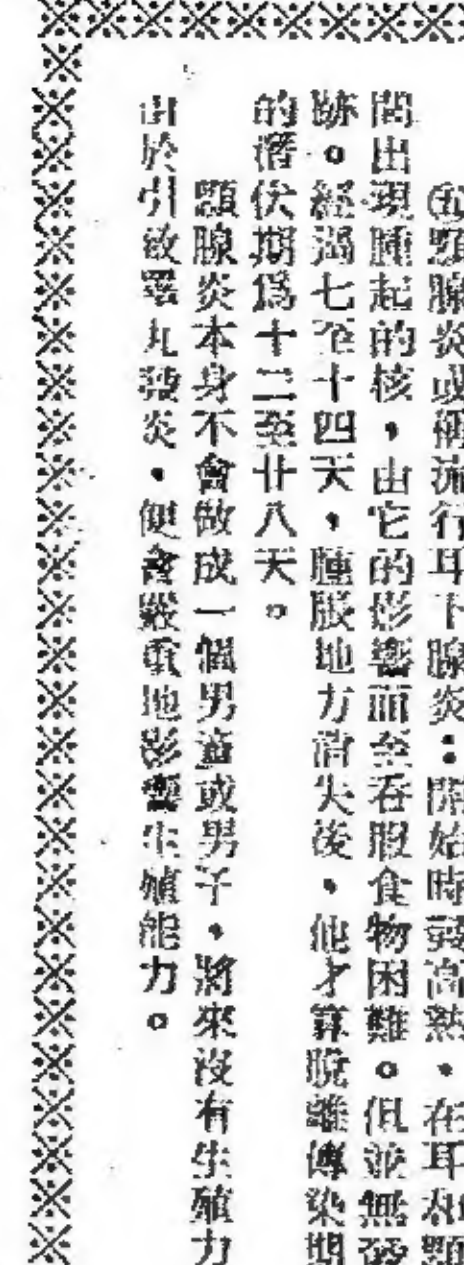 ㈤顋腺炎或稱流行耳下腺炎：開始時發高熱，在耳和顋
間出現腫起的核，由它的影響而至吞服食物困難。但並無發
跡。經過七至十四天，腫脹地方消失後，他才算脫離傳染期
的潛伏期爲十二至廿八天。
顋腺炎本身不會做成一個男童或男子，將來沒有生殖力
由於引致睪丸發炎，便會嚴重地影響生殖能力。